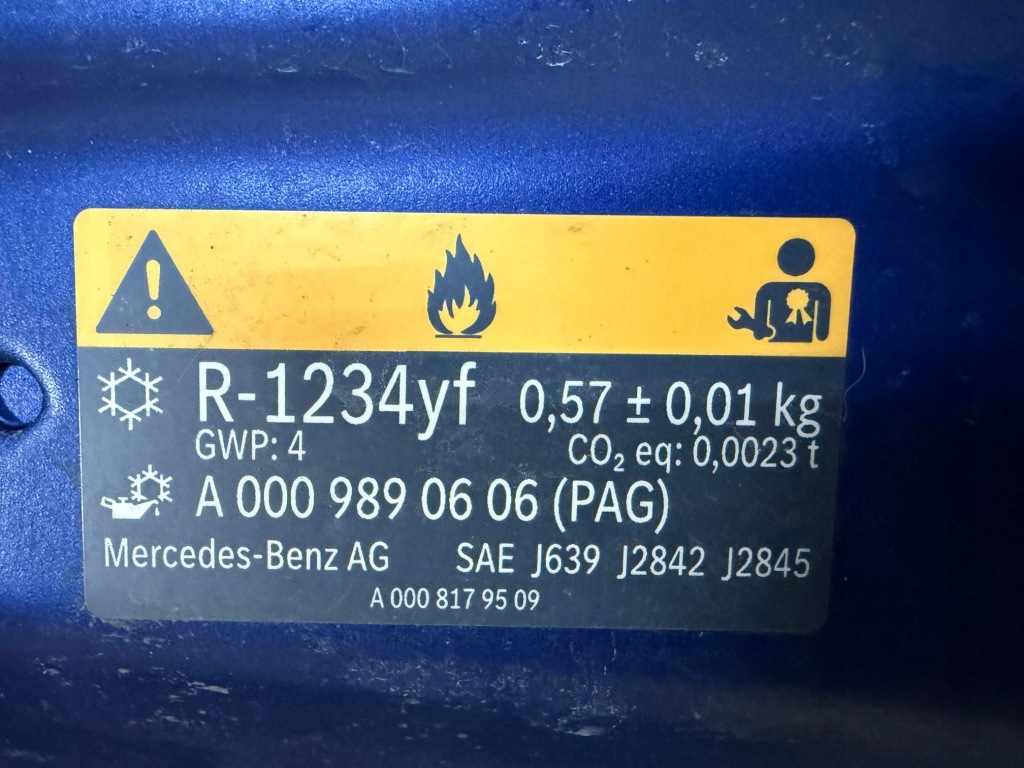 R-1234yf 0,57 ± 0,01 kg
GWP: 4 CO₂ eq: 0,0023 t
A 000 989 06 06 (PAG)
Mercedes-Benz AG SAE J639 J2842 J2845
A 000 817 95 09